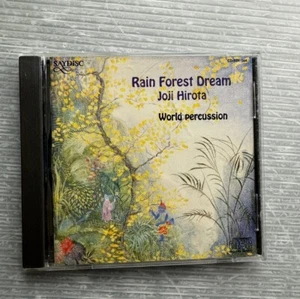 SAYDISC
Rain Forest Dream
Joji Hirota
World percussion